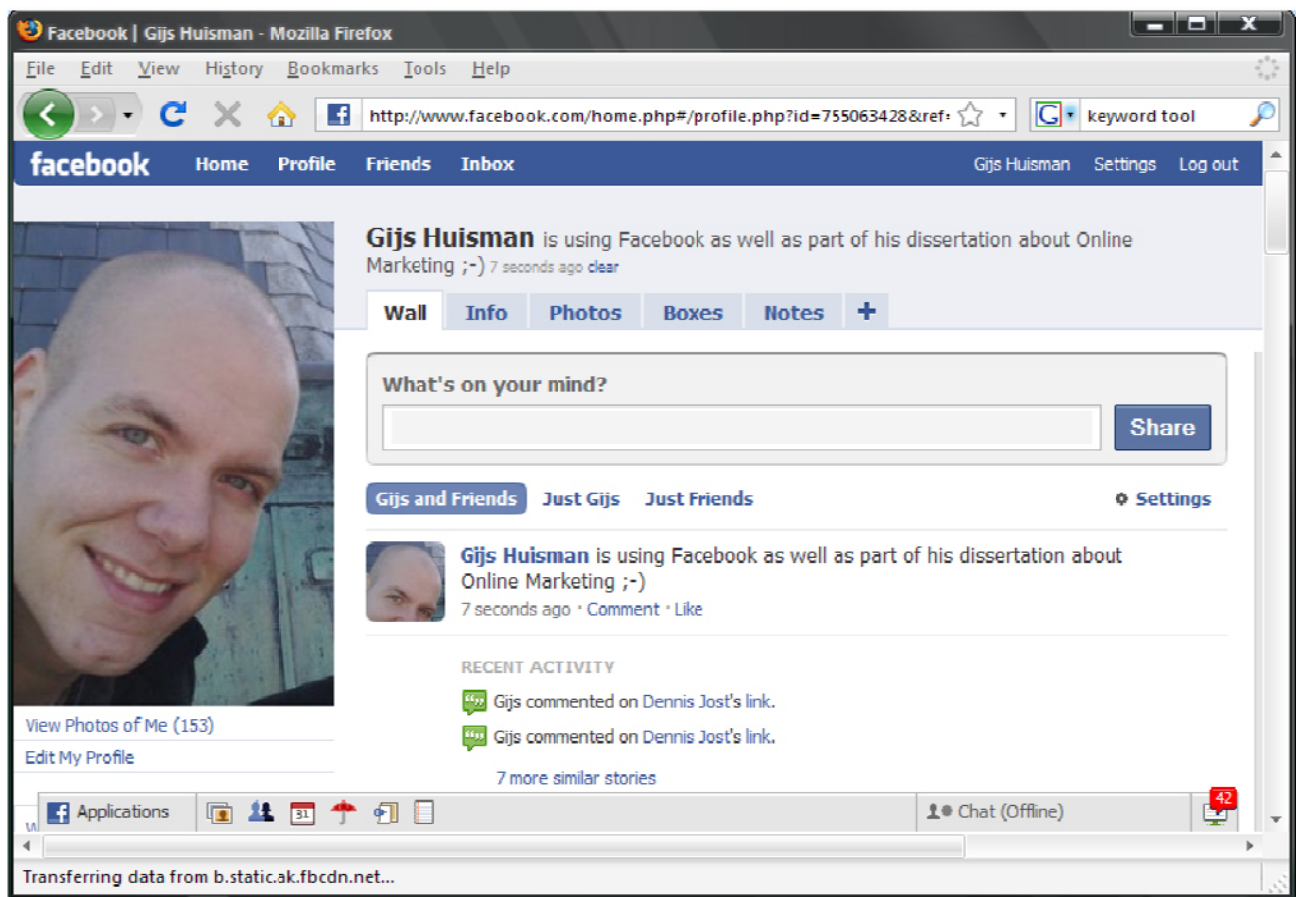 Facebook | Gijs Huisman - Mozilla Firefox
File Edit View History Bookmarks Tools Help
http://www.facebook.com/home.php#/profile.php?id=755063428&ref: keyword tool
facebook Home Profile Friends Inbox Gijs Huisman Settings Log out
Gijs Huisman is using Facebook as well as part of his dissertation about Online
Marketing ;-) 7 seconds ago clear
Wall Info Photos Boxes Notes +
What's on your mind?
Share
Gijs and Friends Just Gijs Just Friends Settings
Gijs Huisman is using Facebook as well as part of his dissertation about
Online Marketing ;-)
7 seconds ago · Comment · Like
RECENT ACTIVITY
Gijs commented on Dennis Jost's link.
Gijs commented on Dennis Jost's link.
7 more similar stories
View Photos of Me (153)
Edit My Profile
Applications 31 Chat (Offline) 42
Transferring data from b.static.ak.fbcdn.net...